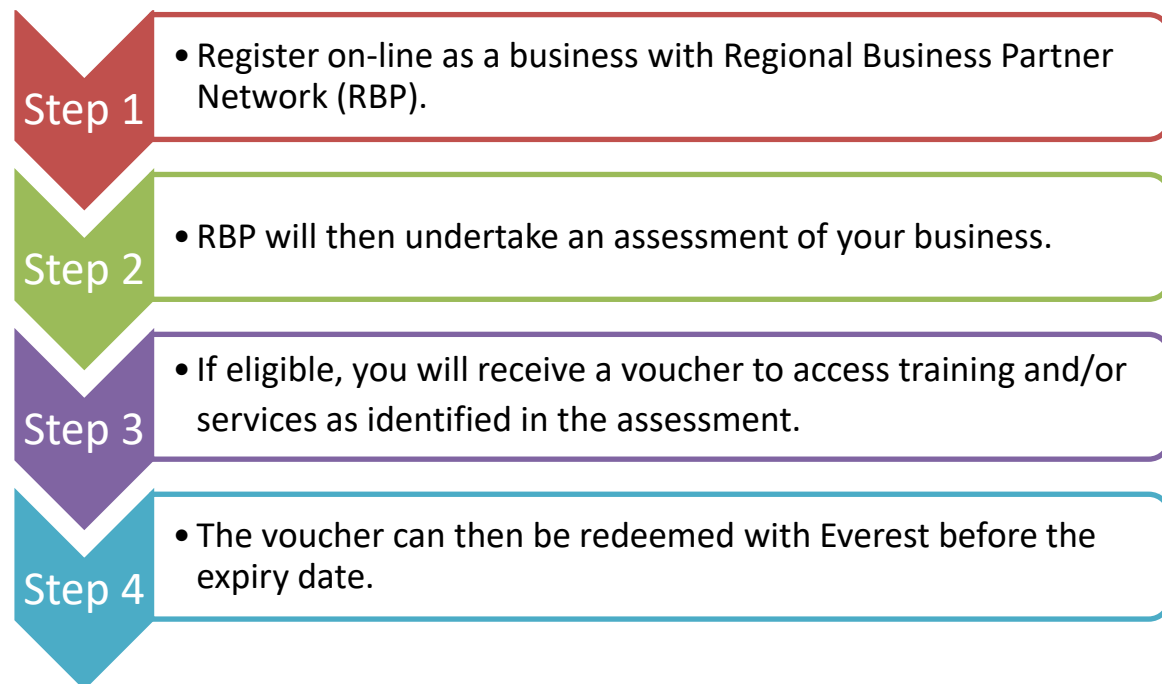 Step 1
• Register on-line as a business with Regional Business Partner
Network (RBP).
Step 2
• RBP will then undertake an assessment of your business.
Step 3
• If eligible, you will receive a voucher to access training and/or
services as identified in the assessment.
Step 4
• The voucher can then be redeemed with Everest before the
expiry date.